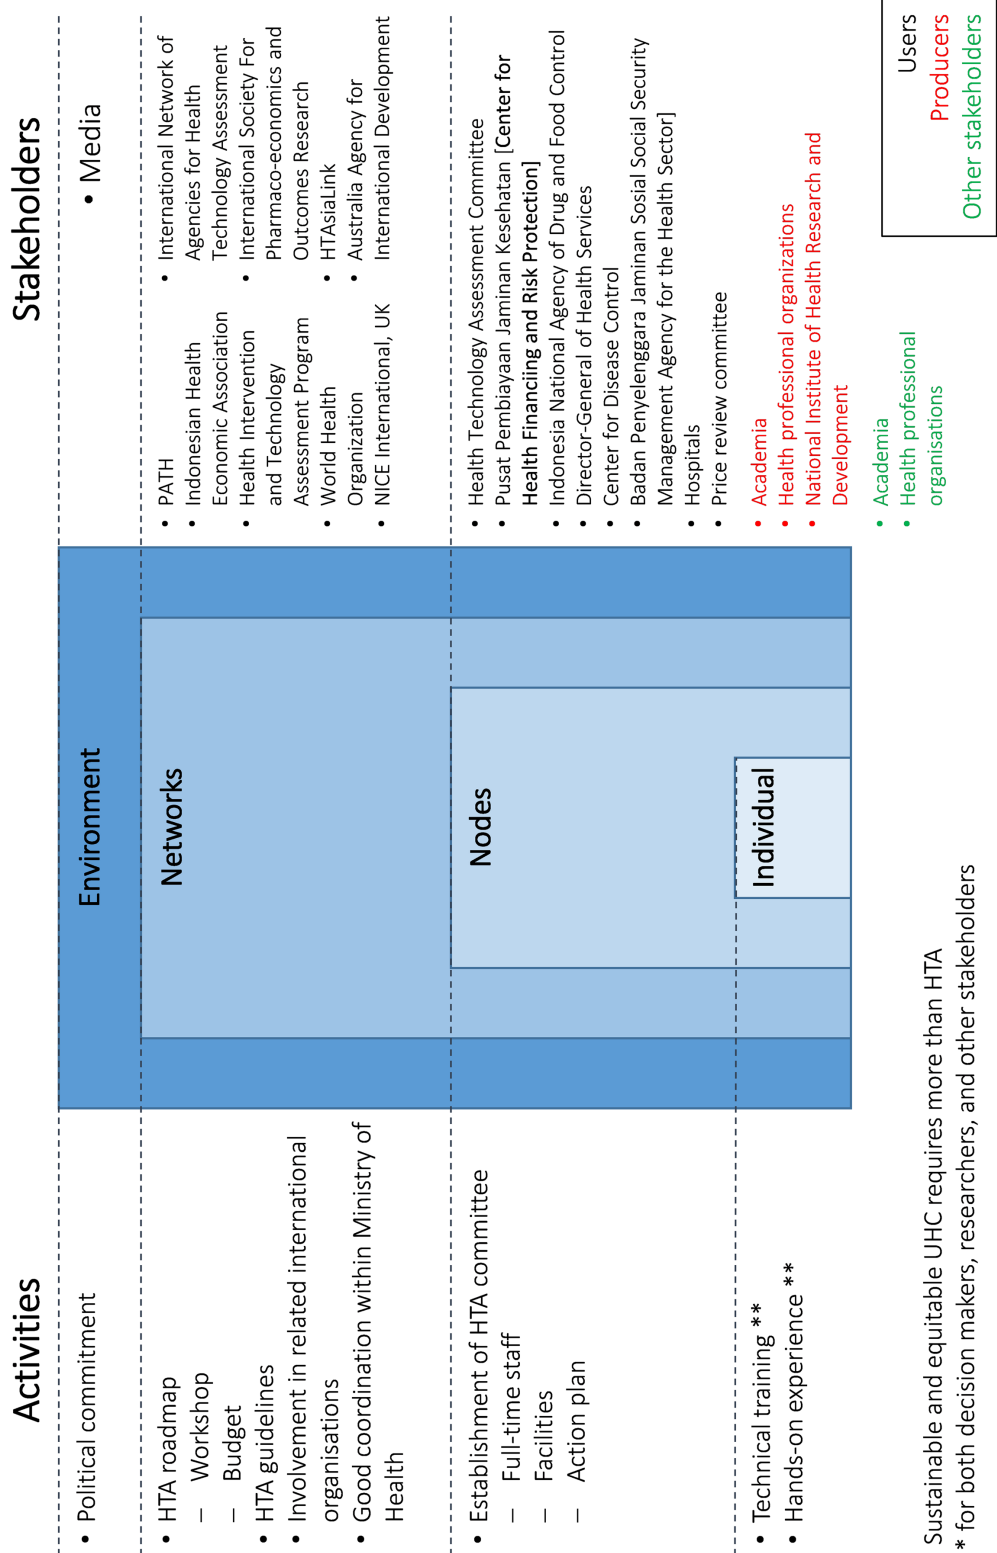 Activities
Stakeholders
• Political commitment
Environment
• Media
• HTA roadmap
– Workshop
– Budget
• HTA guidelines
• Involvement in related international
organisations
• Good coordination within Ministry of
Health
Networks
• PATH
• Indonesian Health
Economic Association
• Health Intervention
and Technology
Assessment Program
• World Health
Organization
• NICE International, UK
• International Network of
Agencies for Health
Technology Assessment
• International Society For
Pharmaco-economics and
Outcomes Research
• HTAsiaLink
• Australia Agency for
International Development
• Establishment of HTA committee
– Full-time staff
– Facilities
– Action plan
Nodes
• Health Technology Assessment Committee
• Pusat Pembiayaan Jaminan Kesehatan [Center for
Health Financiing and Risk Protection]
• Indonesia National Agency of Drug and Food Control
• Director-General of Health Services
• Center for Disease Control
• Badan Penyelenggara Jaminan Sosial Social Security
Management Agency for the Health Sector]
• Hospitals
• Price review committee
• Technical training **
• Hands-on experience **
Individual
• Academia
• Health professional organizations
• National Institute of Health Research and
Development
• Academia
• Health professional
organisations
Users
Producers
Other stakeholders
Sustainable and equitable UHC requires more than HTA
* for both decision makers, researchers, and other stakeholders